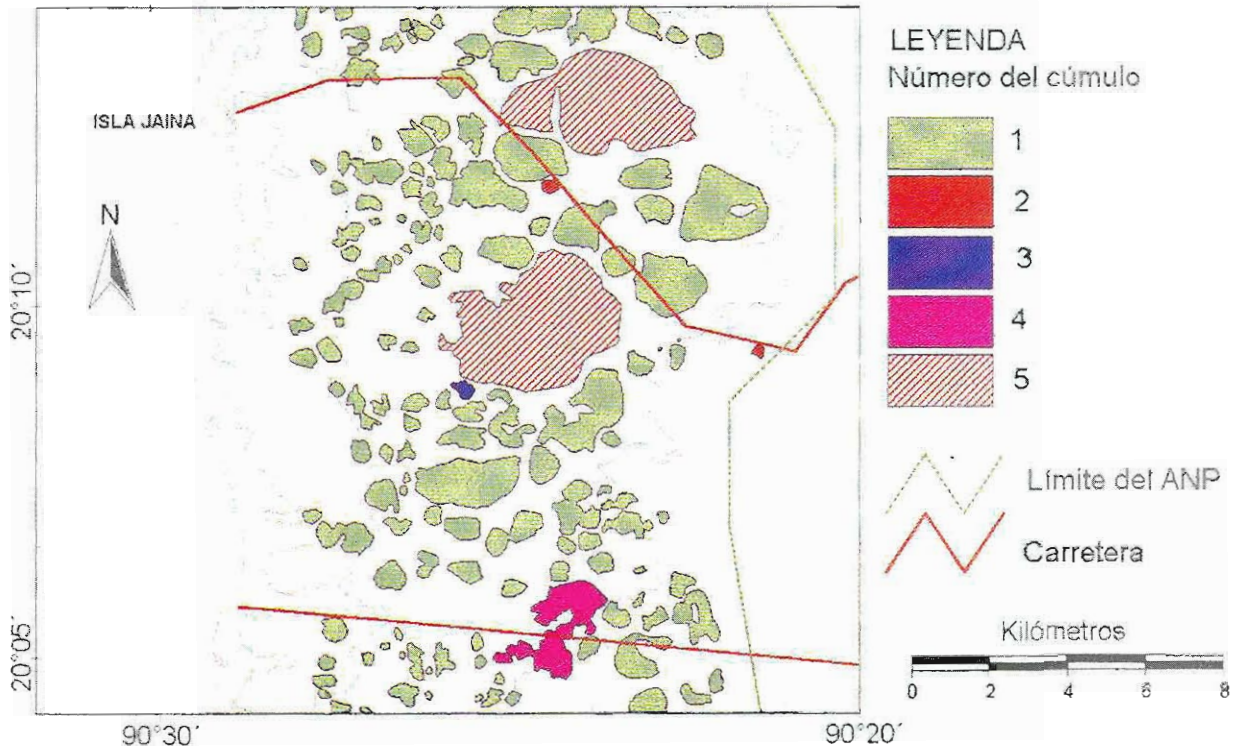 LEYENDA
Número del cúmulo
1
2
3
4
5
Límite del ANP
Carretera
Kilómetros
0 2 4 6 8
ISLA JAINA
N
20°10´
20°05´
90°30´
90°20´